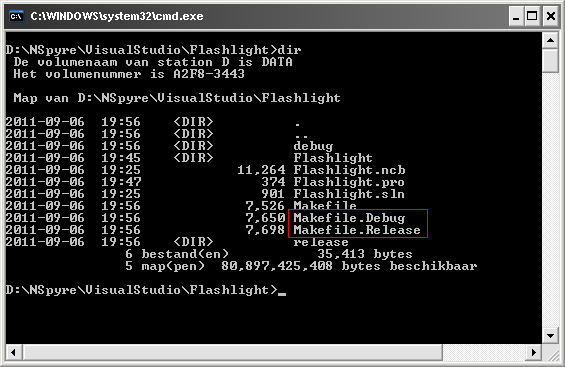 C:\WINDOWS\system32\cmd.exe
D:\NSpyre\VisualStudio\Flashlight>dir
De volumenaam van station D is DATA
Het volumenummer is A2F8-3443
Map van D:\NSpyre\VisualStudio\Flashlight
2011-09-06  19:56    <DIR>          .
2011-09-06  19:56    <DIR>          ..
2011-09-06  19:56    <DIR>          debug
2011-09-06  19:45    <DIR>          Flashlight
2011-09-06  19:25            11,264 Flashlight.ncb
2011-09-06  19:47               374 Flashlight.pro
2011-09-06  19:25               901 Flashlight.sln
2011-09-06  19:56             7,526 Makefile
2011-09-06  19:56             7,650 Makefile.Debug
2011-09-06  19:56             7,698 Makefile.Release
2011-09-06  19:56    <DIR>          release
6 bestand(en)           35,413 bytes
5 map(pen)  80,897,425,408 bytes beschikbaar
D:\NSpyre\VisualStudio\Flashlight>_